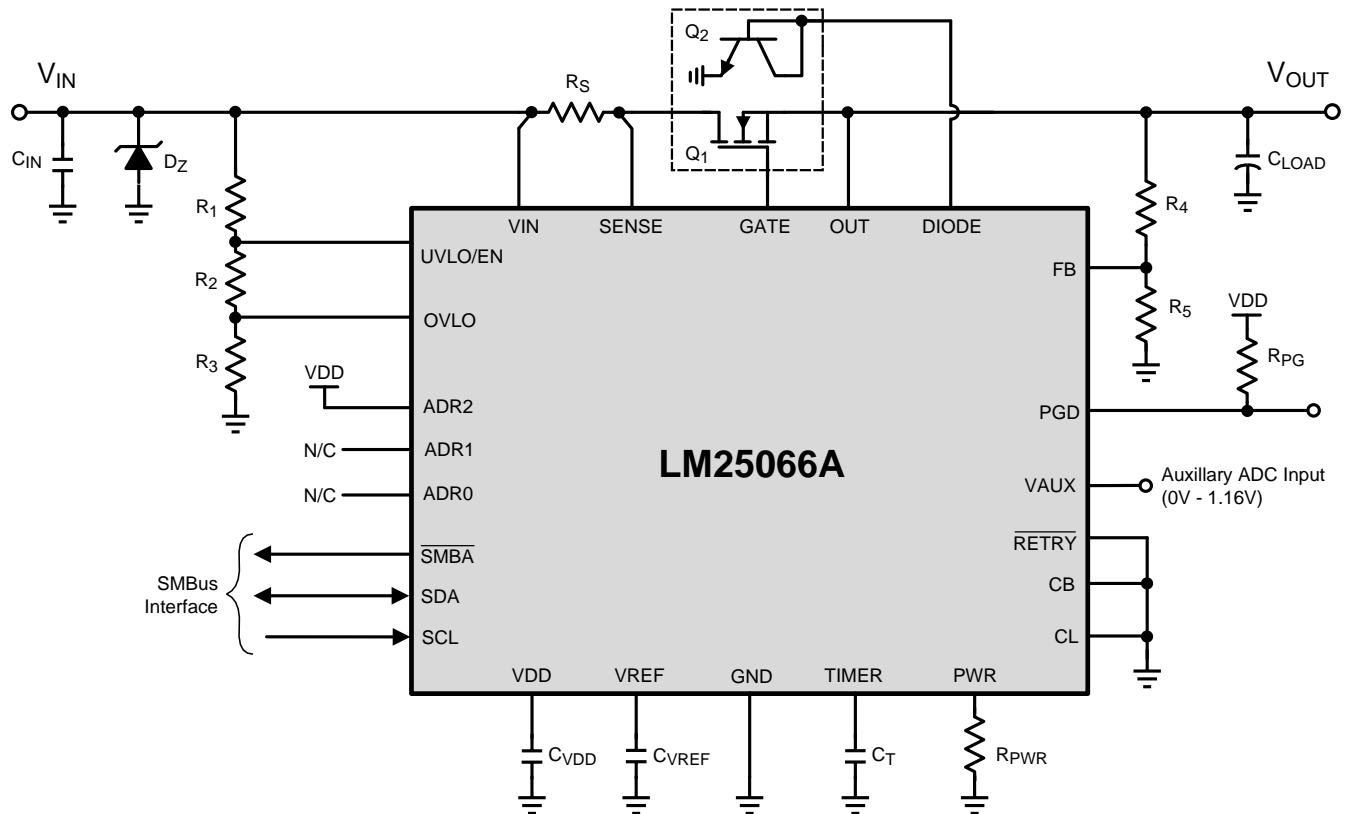 Q2
VIN
RS
VOUT
CIN
DZ
Q1
CLOAD
R1
R4
VIN
SENSE
GATE
OUT
DIODE
UVLO/EN
FB
R2
R5
VDD
OVLO
R3
RPG
VDD
ADR2
PGD
N/C
ADR1
LM25066A
N/C
ADR0
VAUX
Auxillary ADC Input
(0V - 1.16V)
SMBA
RETRY
SMBus
Interface
SDA
CB
SCL
CL
VDD
VREF
GND
TIMER
PWR
CVDD
CVREF
CT
RPWR